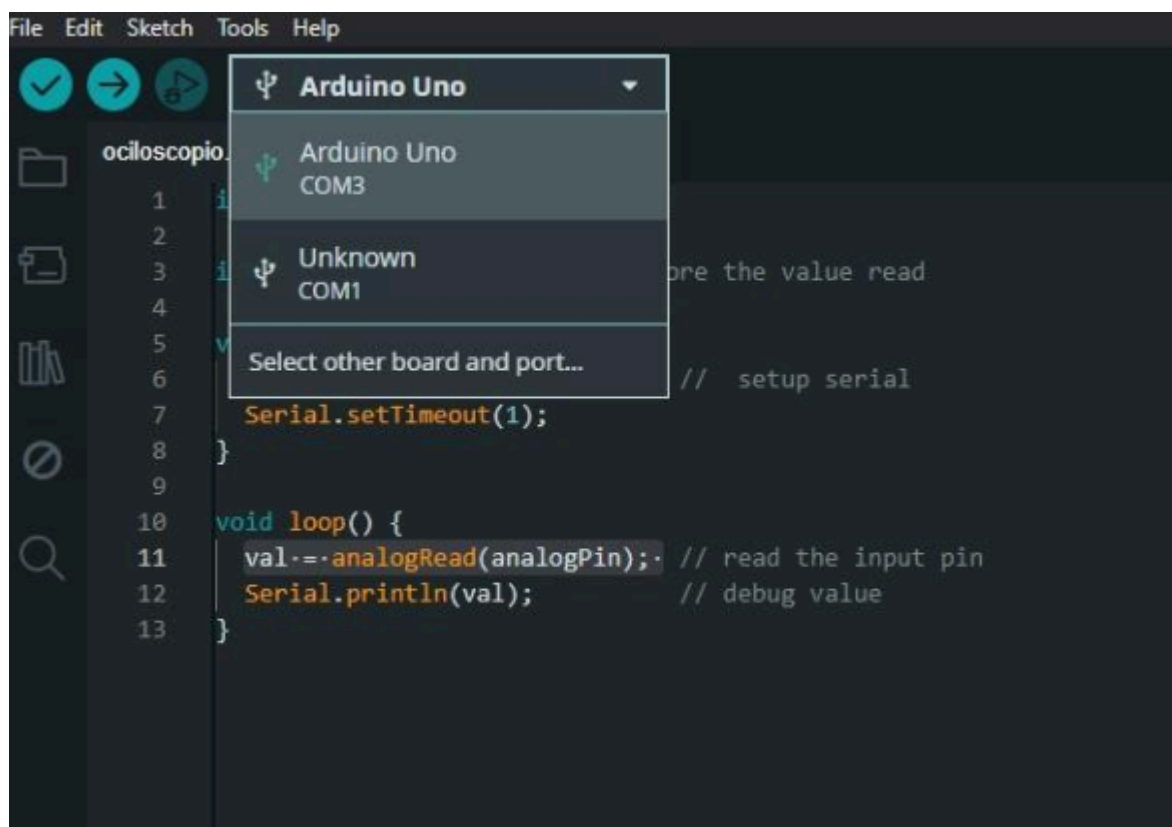 File Edit Sketch Tools Help
Arduino Uno
ociloscopio.
Arduino Uno
COM3
Unknown
COM1
Select other board and port...
1 i
2
3 i ore the value read
4
5 v
6 // setup serial
7 Serial.setTimeout(1);
8 }
9
10 void loop() {
11 val = analogRead(analogPin); // read the input pin
12 Serial.println(val); // debug value
13 }